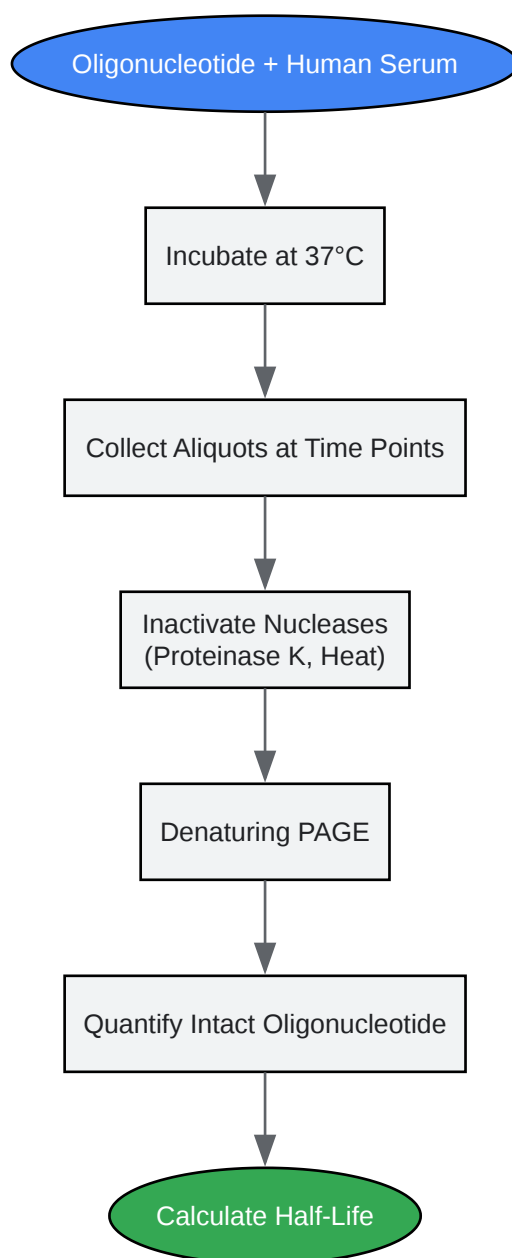 Oligonucleotide + Human Serum
Incubate at 37°C
Collect Aliquots at Time Points
Inactivate Nucleases
(Proteinase K, Heat)
Denaturing PAGE
Quantify Intact Oligonucleotide
Calculate Half-Life